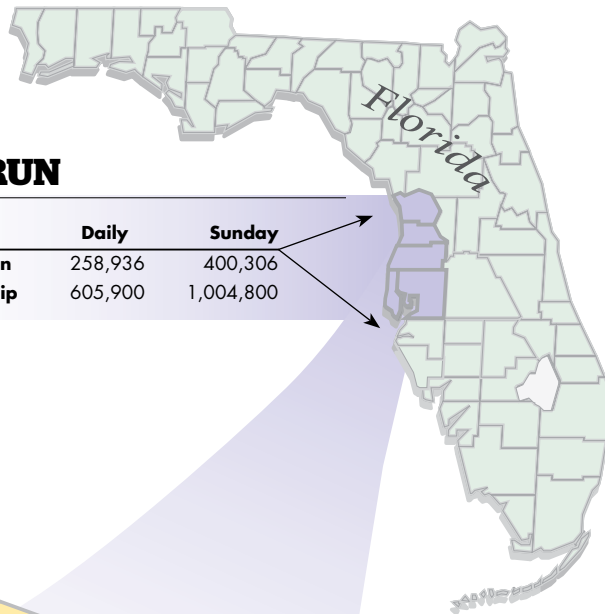 Florida
RUN
Daily Sunday
n 258,936 400,306
ip 605,900 1,004,800